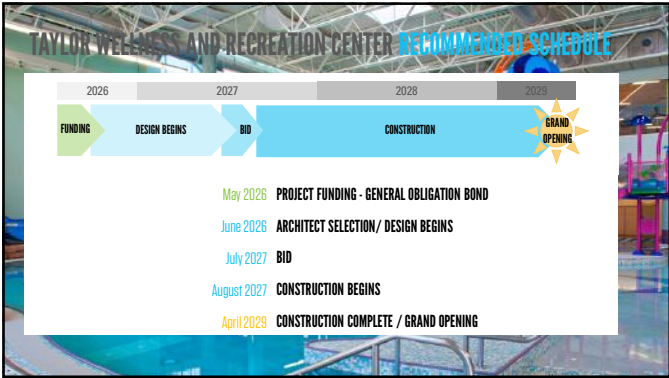 TAYLOR WELLNESS AND RECREATION CENTER RECOMMENDED SCHEDULE
2026 2027 2028 2029
FUNDING DESIGN BEGINS BID CONSTRUCTION GRAND
OPENING
May 2026 PROJECT FUNDING - GENERAL OBLIGATION BOND
June 2026 ARCHITECT SELECTION/ DESIGN BEGINS
July 2027 BID
August 2027 CONSTRUCTION BEGINS
April 2029 CONSTRUCTION COMPLETE / GRAND OPENING